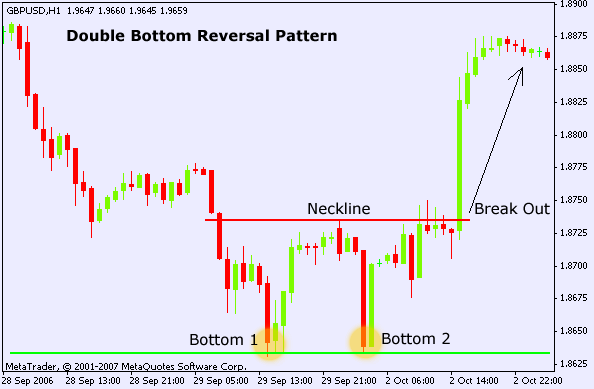 GBPUSD,H1 1.9647 1.9660 1.9645 1.9659
Double Bottom Reversal Pattern
1.8900
1.8875
1.8850
1.8825
1.8800
1.8775
1.8750
Neckline
Break Out
1.8725
1.8700
1.8675
Bottom 1
Bottom 2
1.8650
MetaTrader, © 2001-2007 MetaQuotes Software Corp.
1.8625
28 Sep 2006
28 Sep 13:00
28 Sep 21:00
29 Sep 05:00
29 Sep 13:00
29 Sep 21:00
2 Oct 06:00
2 Oct 14:00
2 Oct 22:00